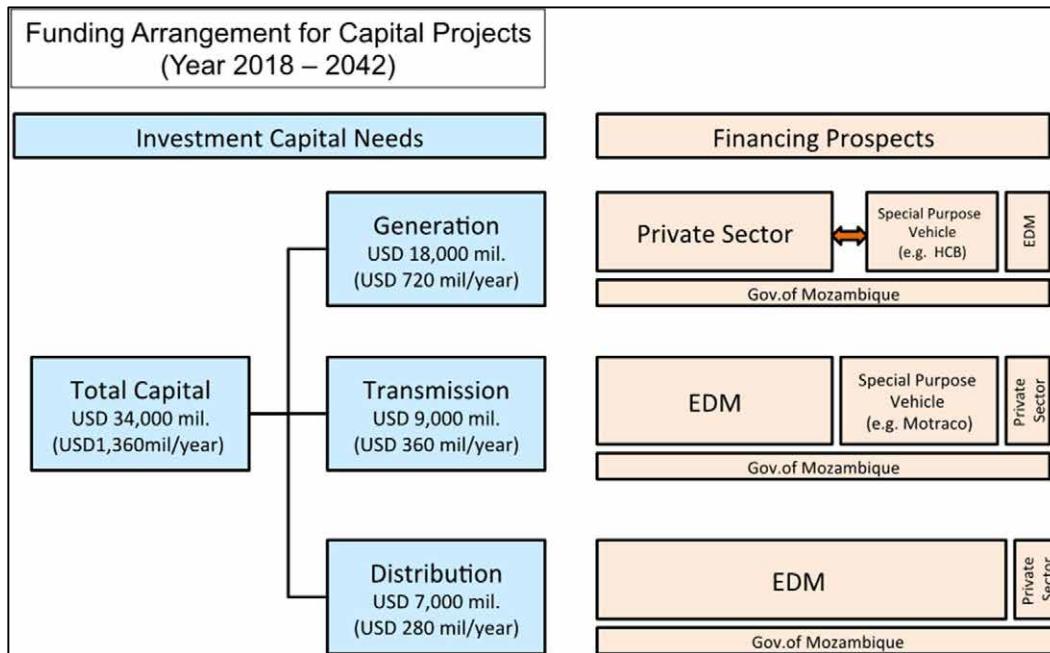 Funding Arrangement for Capital Projects
(Year 2018 – 2042)
Investment Capital Needs
Financing Prospects
Generation
USD 18,000 mil.
(USD 720 mil/year)
Private Sector
Special Purpose
Vehicle
(e.g. HCB)
EDM
Gov.of Mozambique
Total Capital
USD 34,000 mil.
(USD1,360mil/year)
Transmission
USD 9,000 mil.
(USD 360 mil/year)
EDM
Special Purpose
Vehicle
(e.g. Motraco)
Private
Sector
Gov.of Mozambique
Distribution
USD 7,000 mil.
(USD 280 mil/year)
EDM
Private
Sector
Gov.of Mozambique